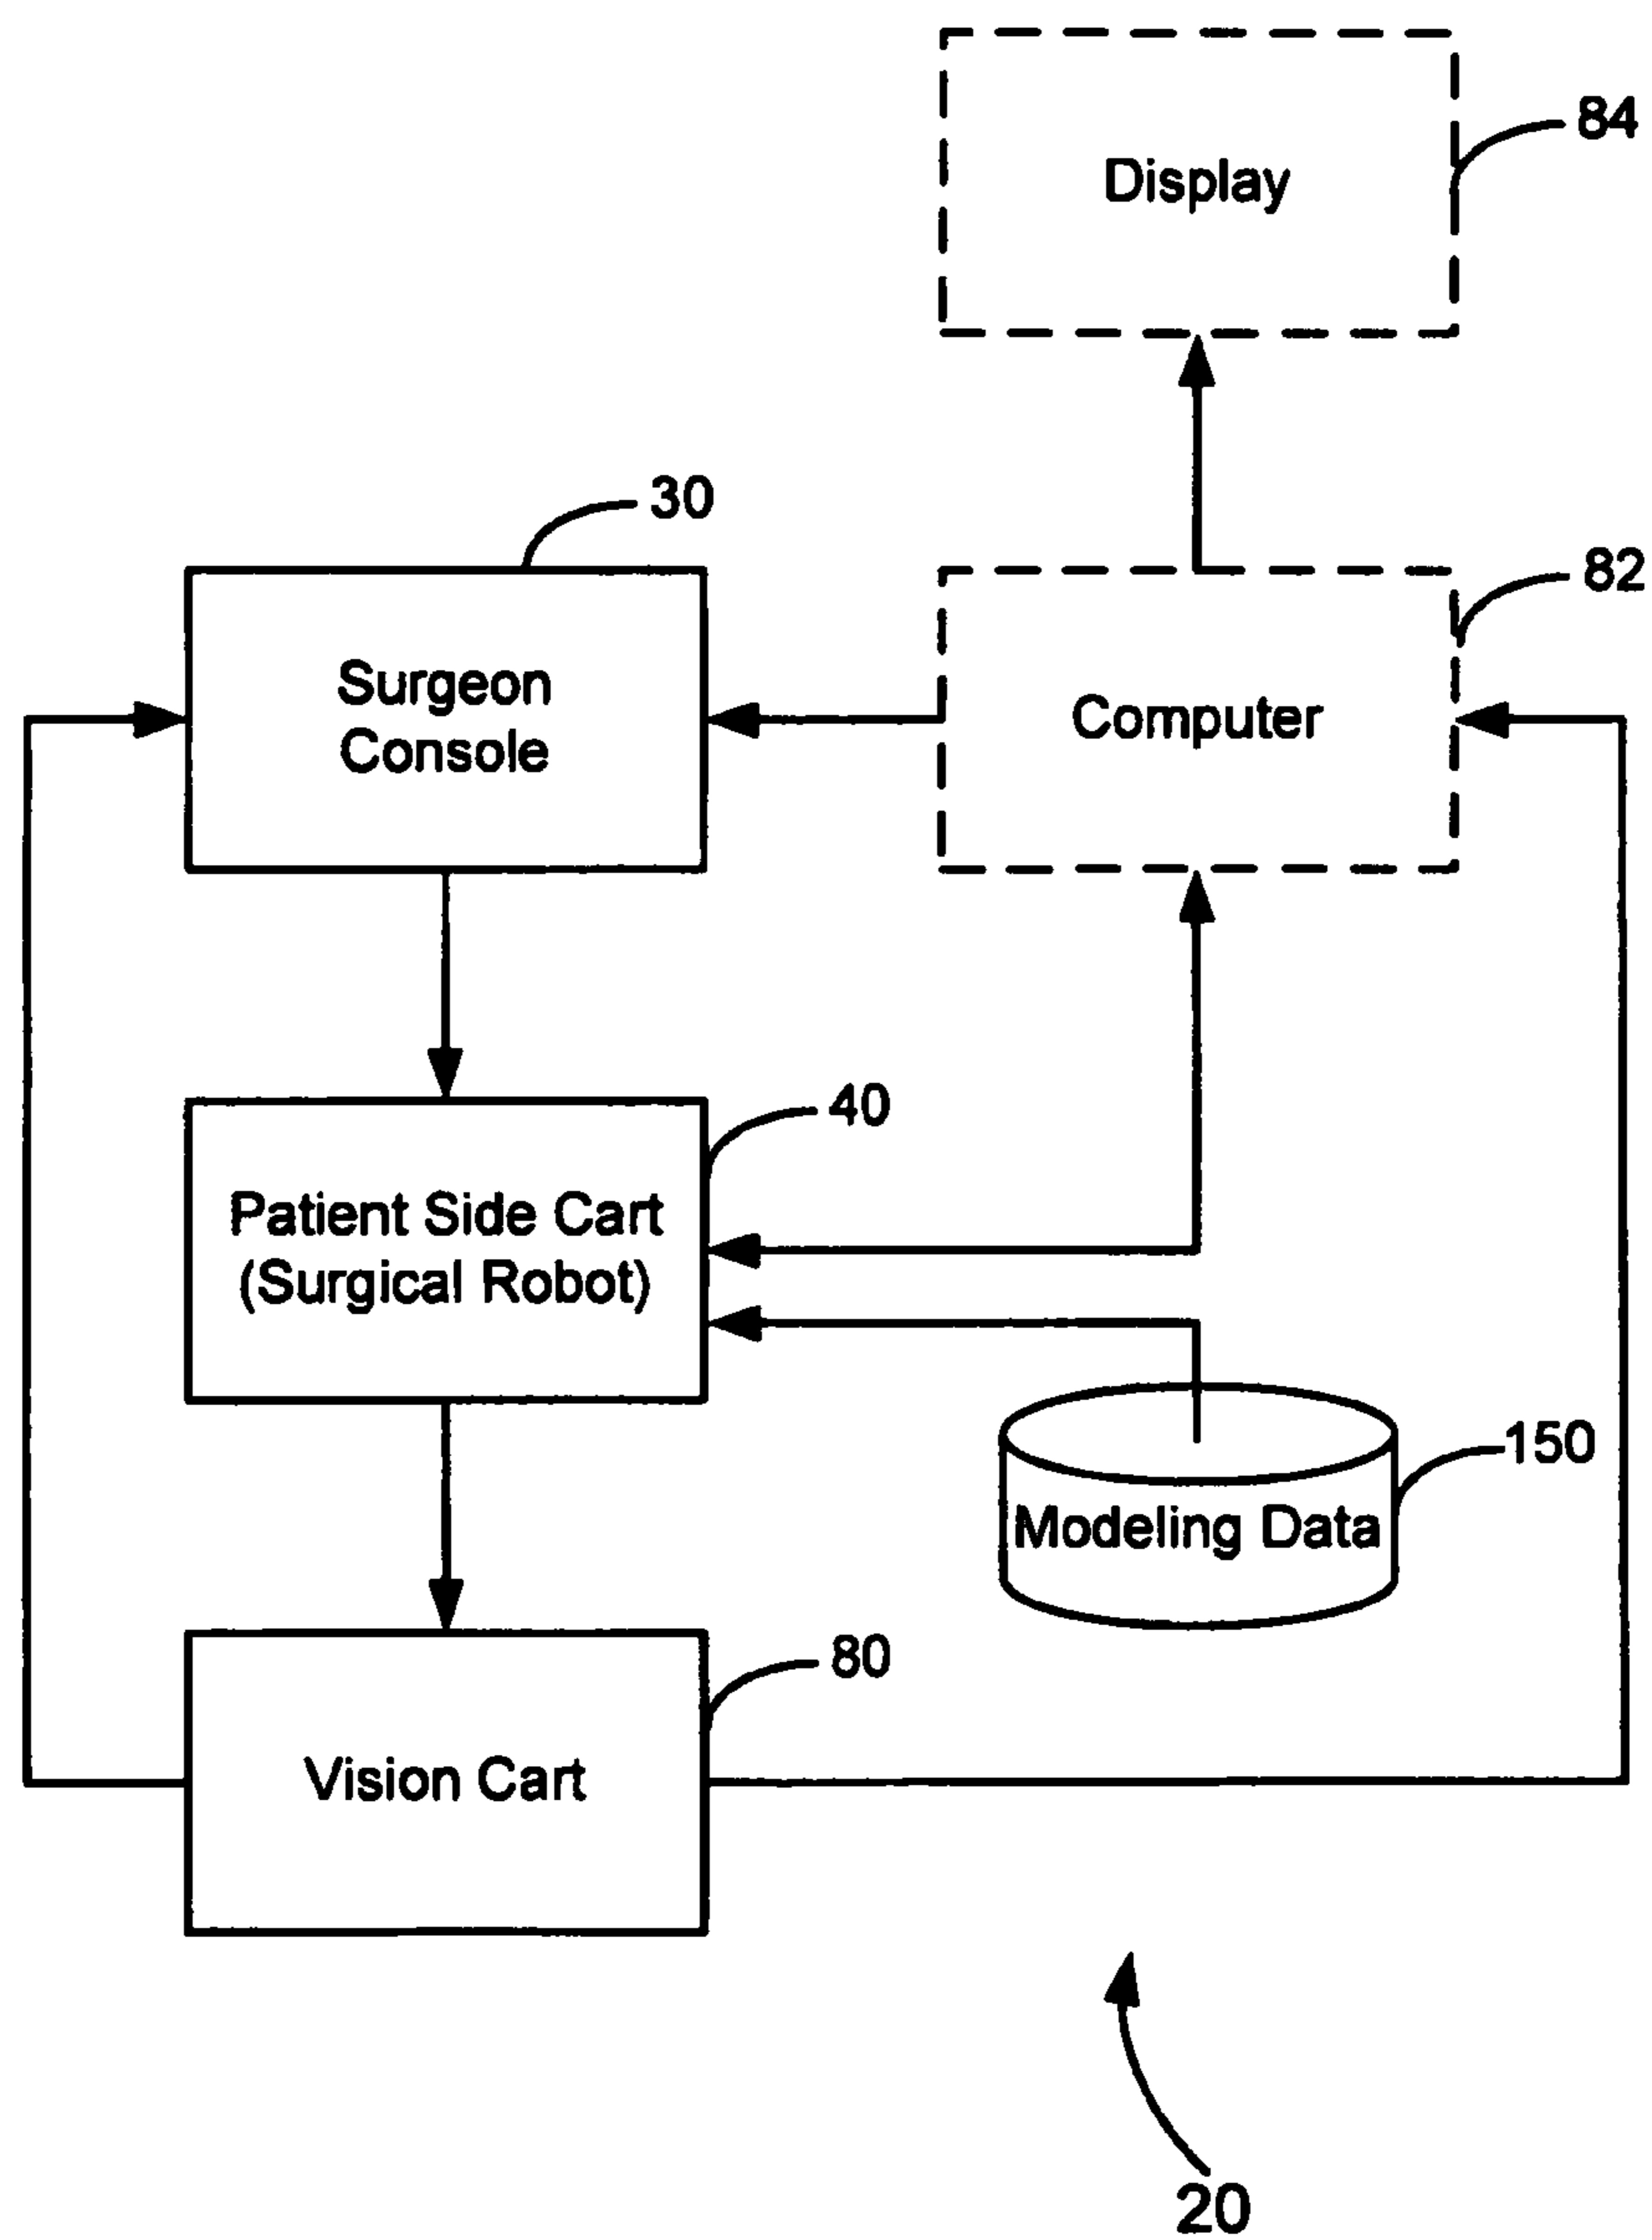 84
Display
30
82
Surgeon
Console
Computer
40
Patient Side Cart
(Surgical Robot)
150
Modeling Data
80
Vision Cart
20